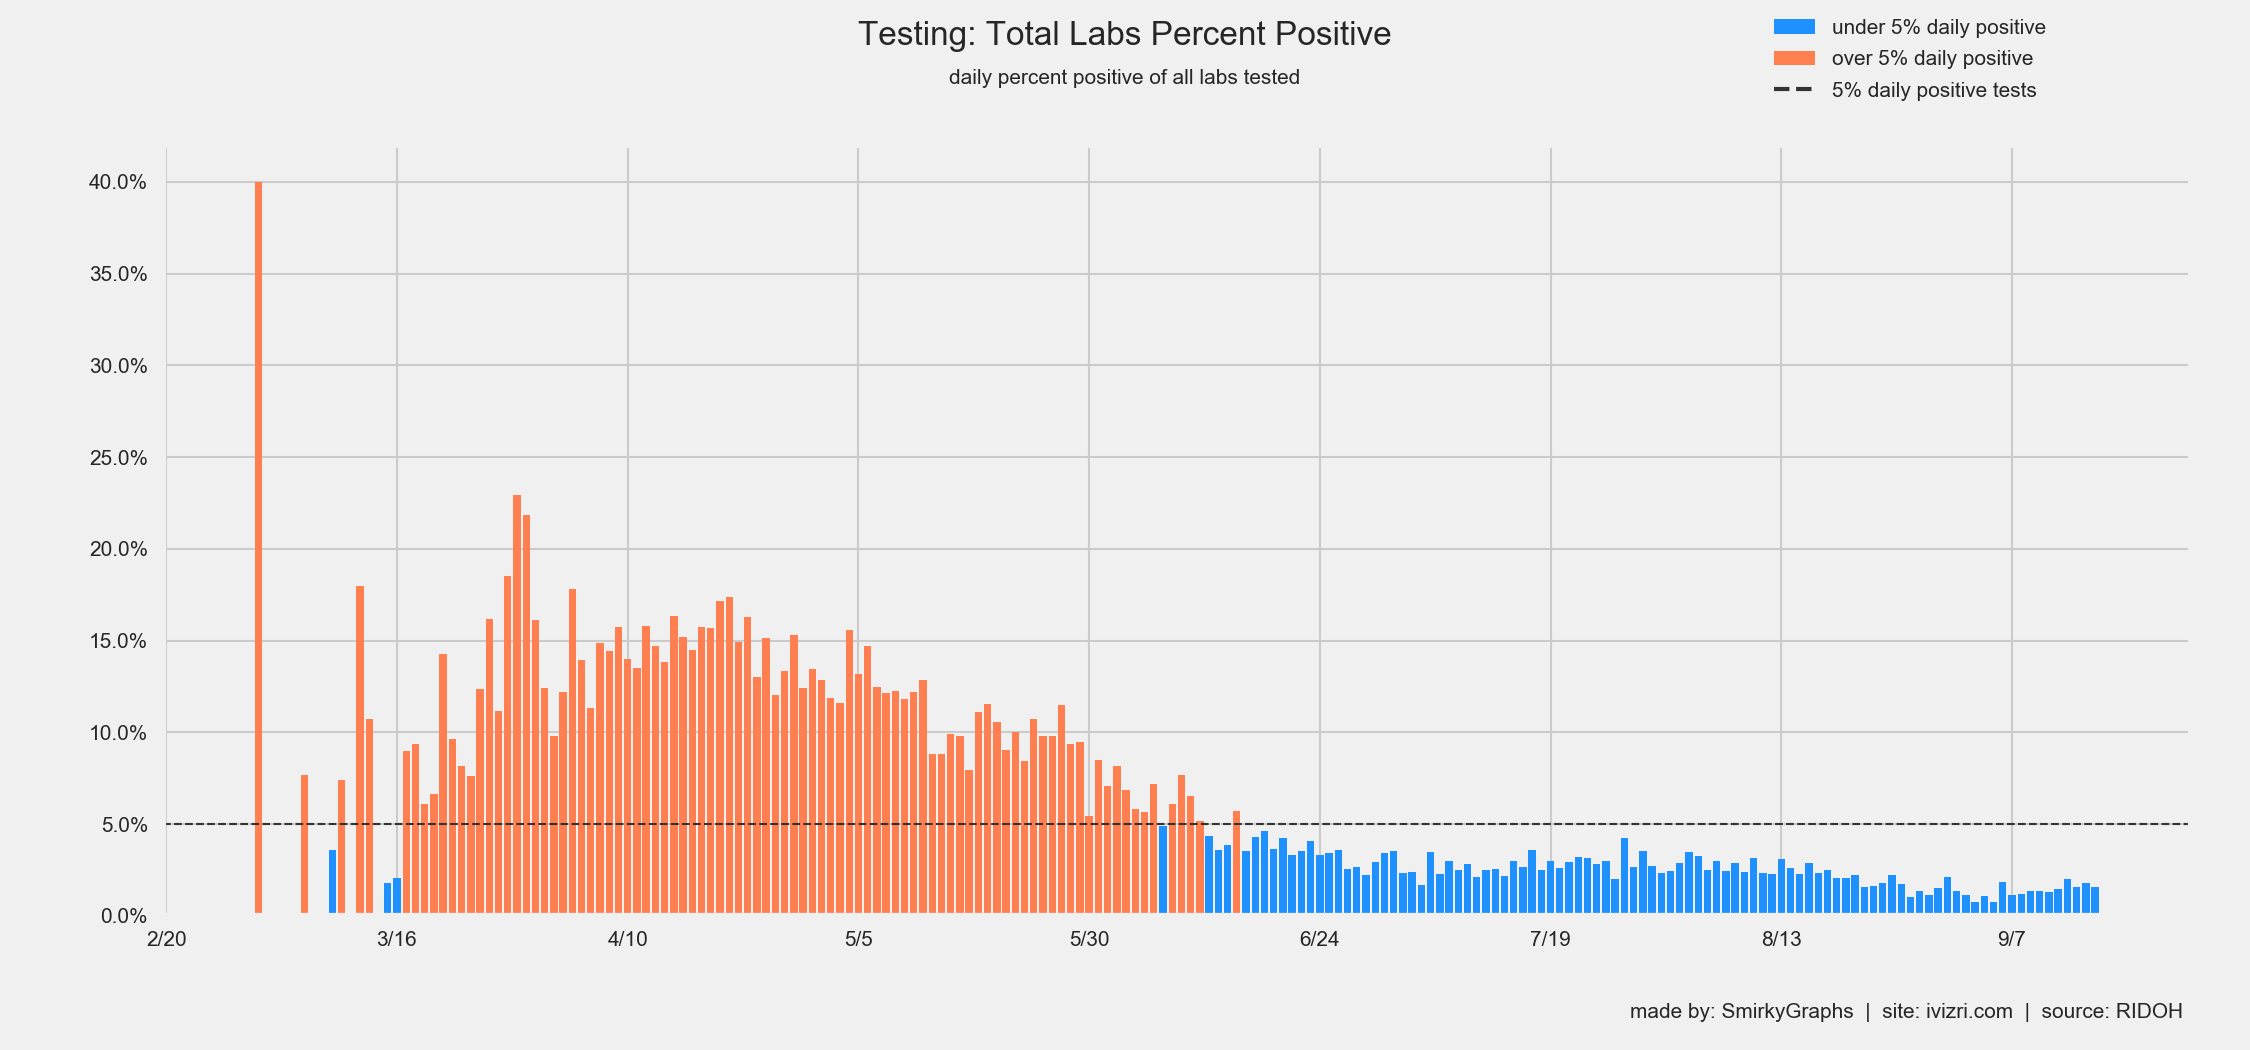 Testing: Total Labs Percent Positive
daily percent positive of all labs tested
under 5% daily positive
over 5% daily positive
5% daily positive tests
40.0%
35.0%
30.0%
25.0%
20.0%
15.0%
10.0%
5.0%
0.0%
2/20 3/16 4/10 5/5 5/30 6/24 7/19 8/13 9/7
made by: SmirkyGraphs | site: ivizri.com | source: RIDOH